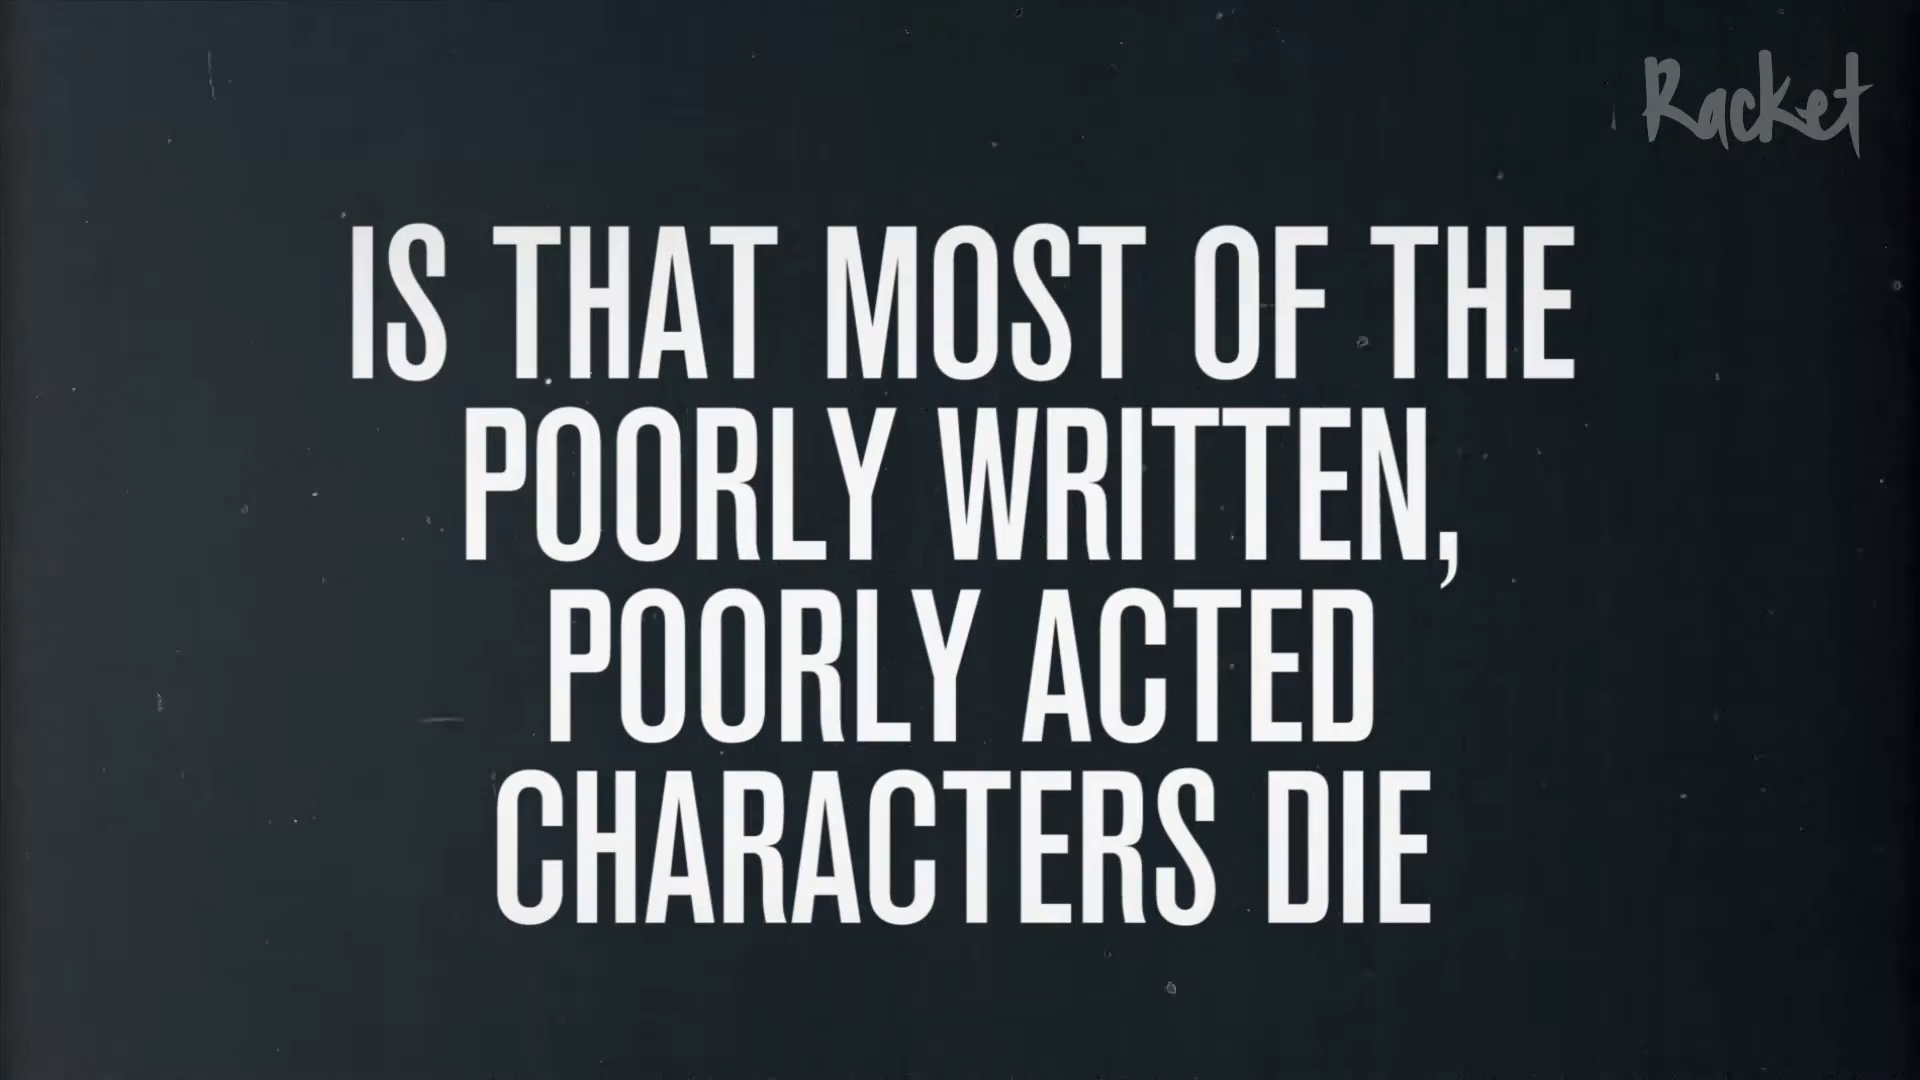 Racket
IS THAT MOST OF THE
POORLY WRITTEN,
POORLY ACTED
CHARACTERS DIE